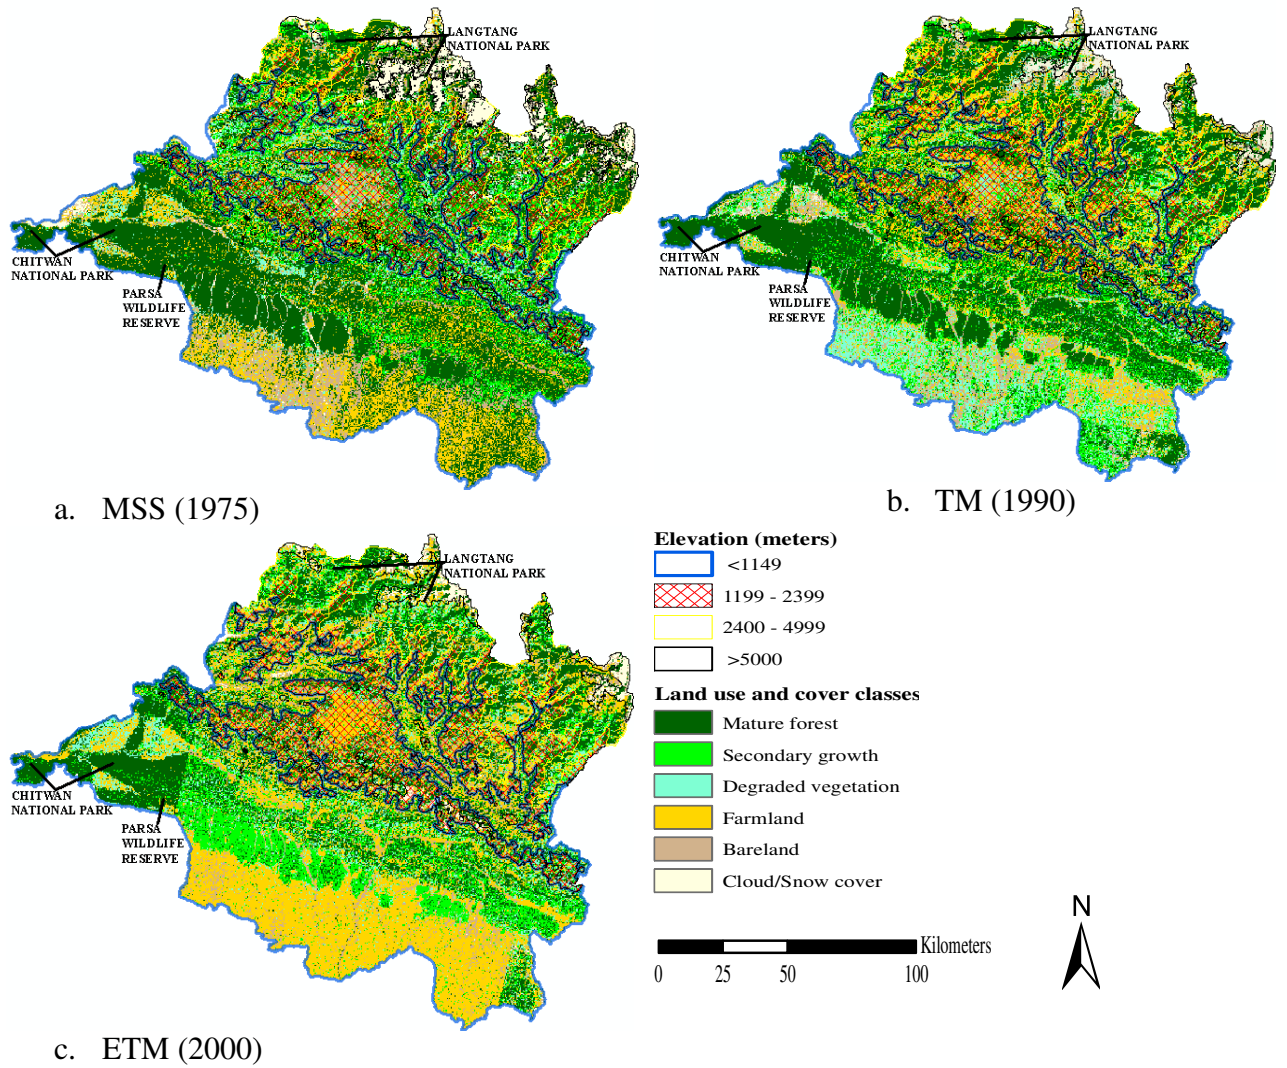 LANGTANG
NATIONAL PARK
CHITWAN
NATIONAL PARK
PARSA
WILDLIFE
RESERVE
a. MSS (1975)
LANGTANG
NATIONAL PARK
CHITWAN
NATIONAL PARK
PARSA
WILDLIFE
RESERVE
b. TM (1990)
LANGTANG
NATIONAL PARK
CHITWAN
NATIONAL PARK
PARSA
WILDLIFE
RESERVE
c. ETM (2000)
Elevation (meters)
<1149
1199 - 2399
2400 - 4999
>5000
Land use and cover classes
Mature forest
Secondary growth
Degraded vegetation
Farmland
Bareland
Cloud/Snow cover
Kilometers
0 25 50 100
N